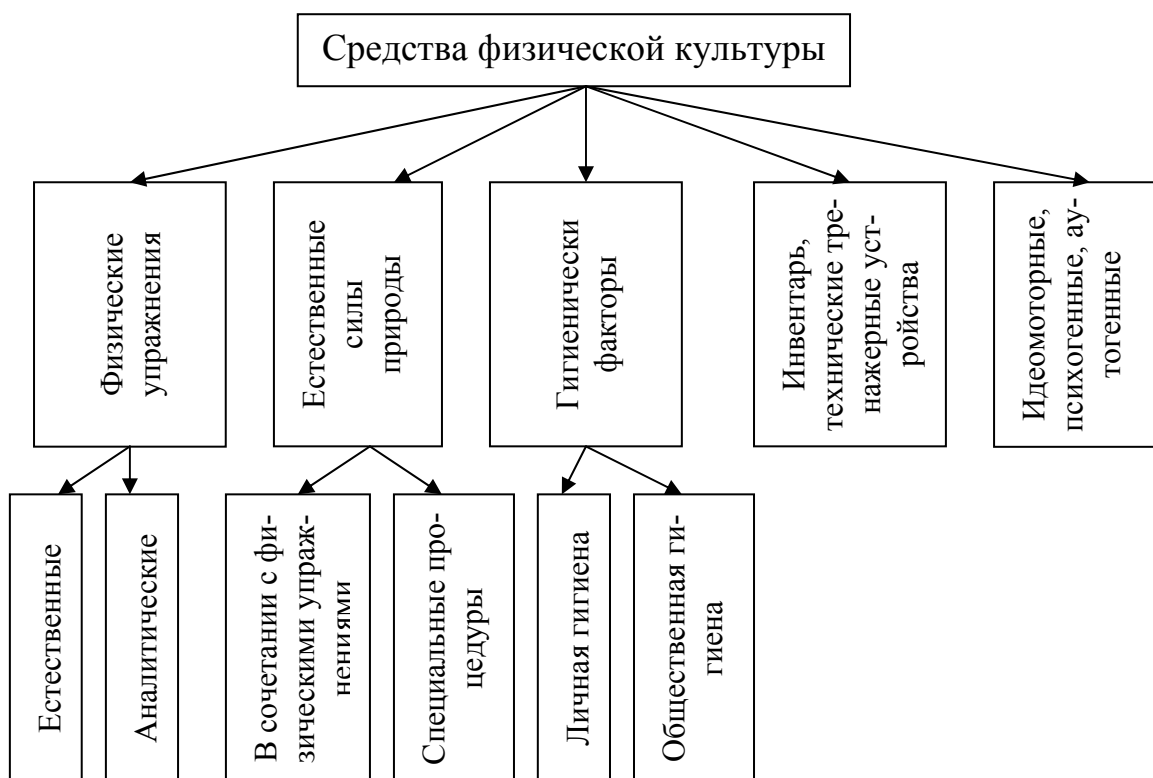 Средства физической культуры
Физические
упражнения
Естественные
силы
природы
Гигиенически
факторы
Инвентарь,
технические тре-
нажерные уст-
ройства
Идеомоторные,
психогенные, ау-
тогенные
Естественные
Аналитические
В сочетании с фи-
зическими упраж-
нениями
Специальные про-
цедуры
Личная гигиена
Общественная ги-
гиена